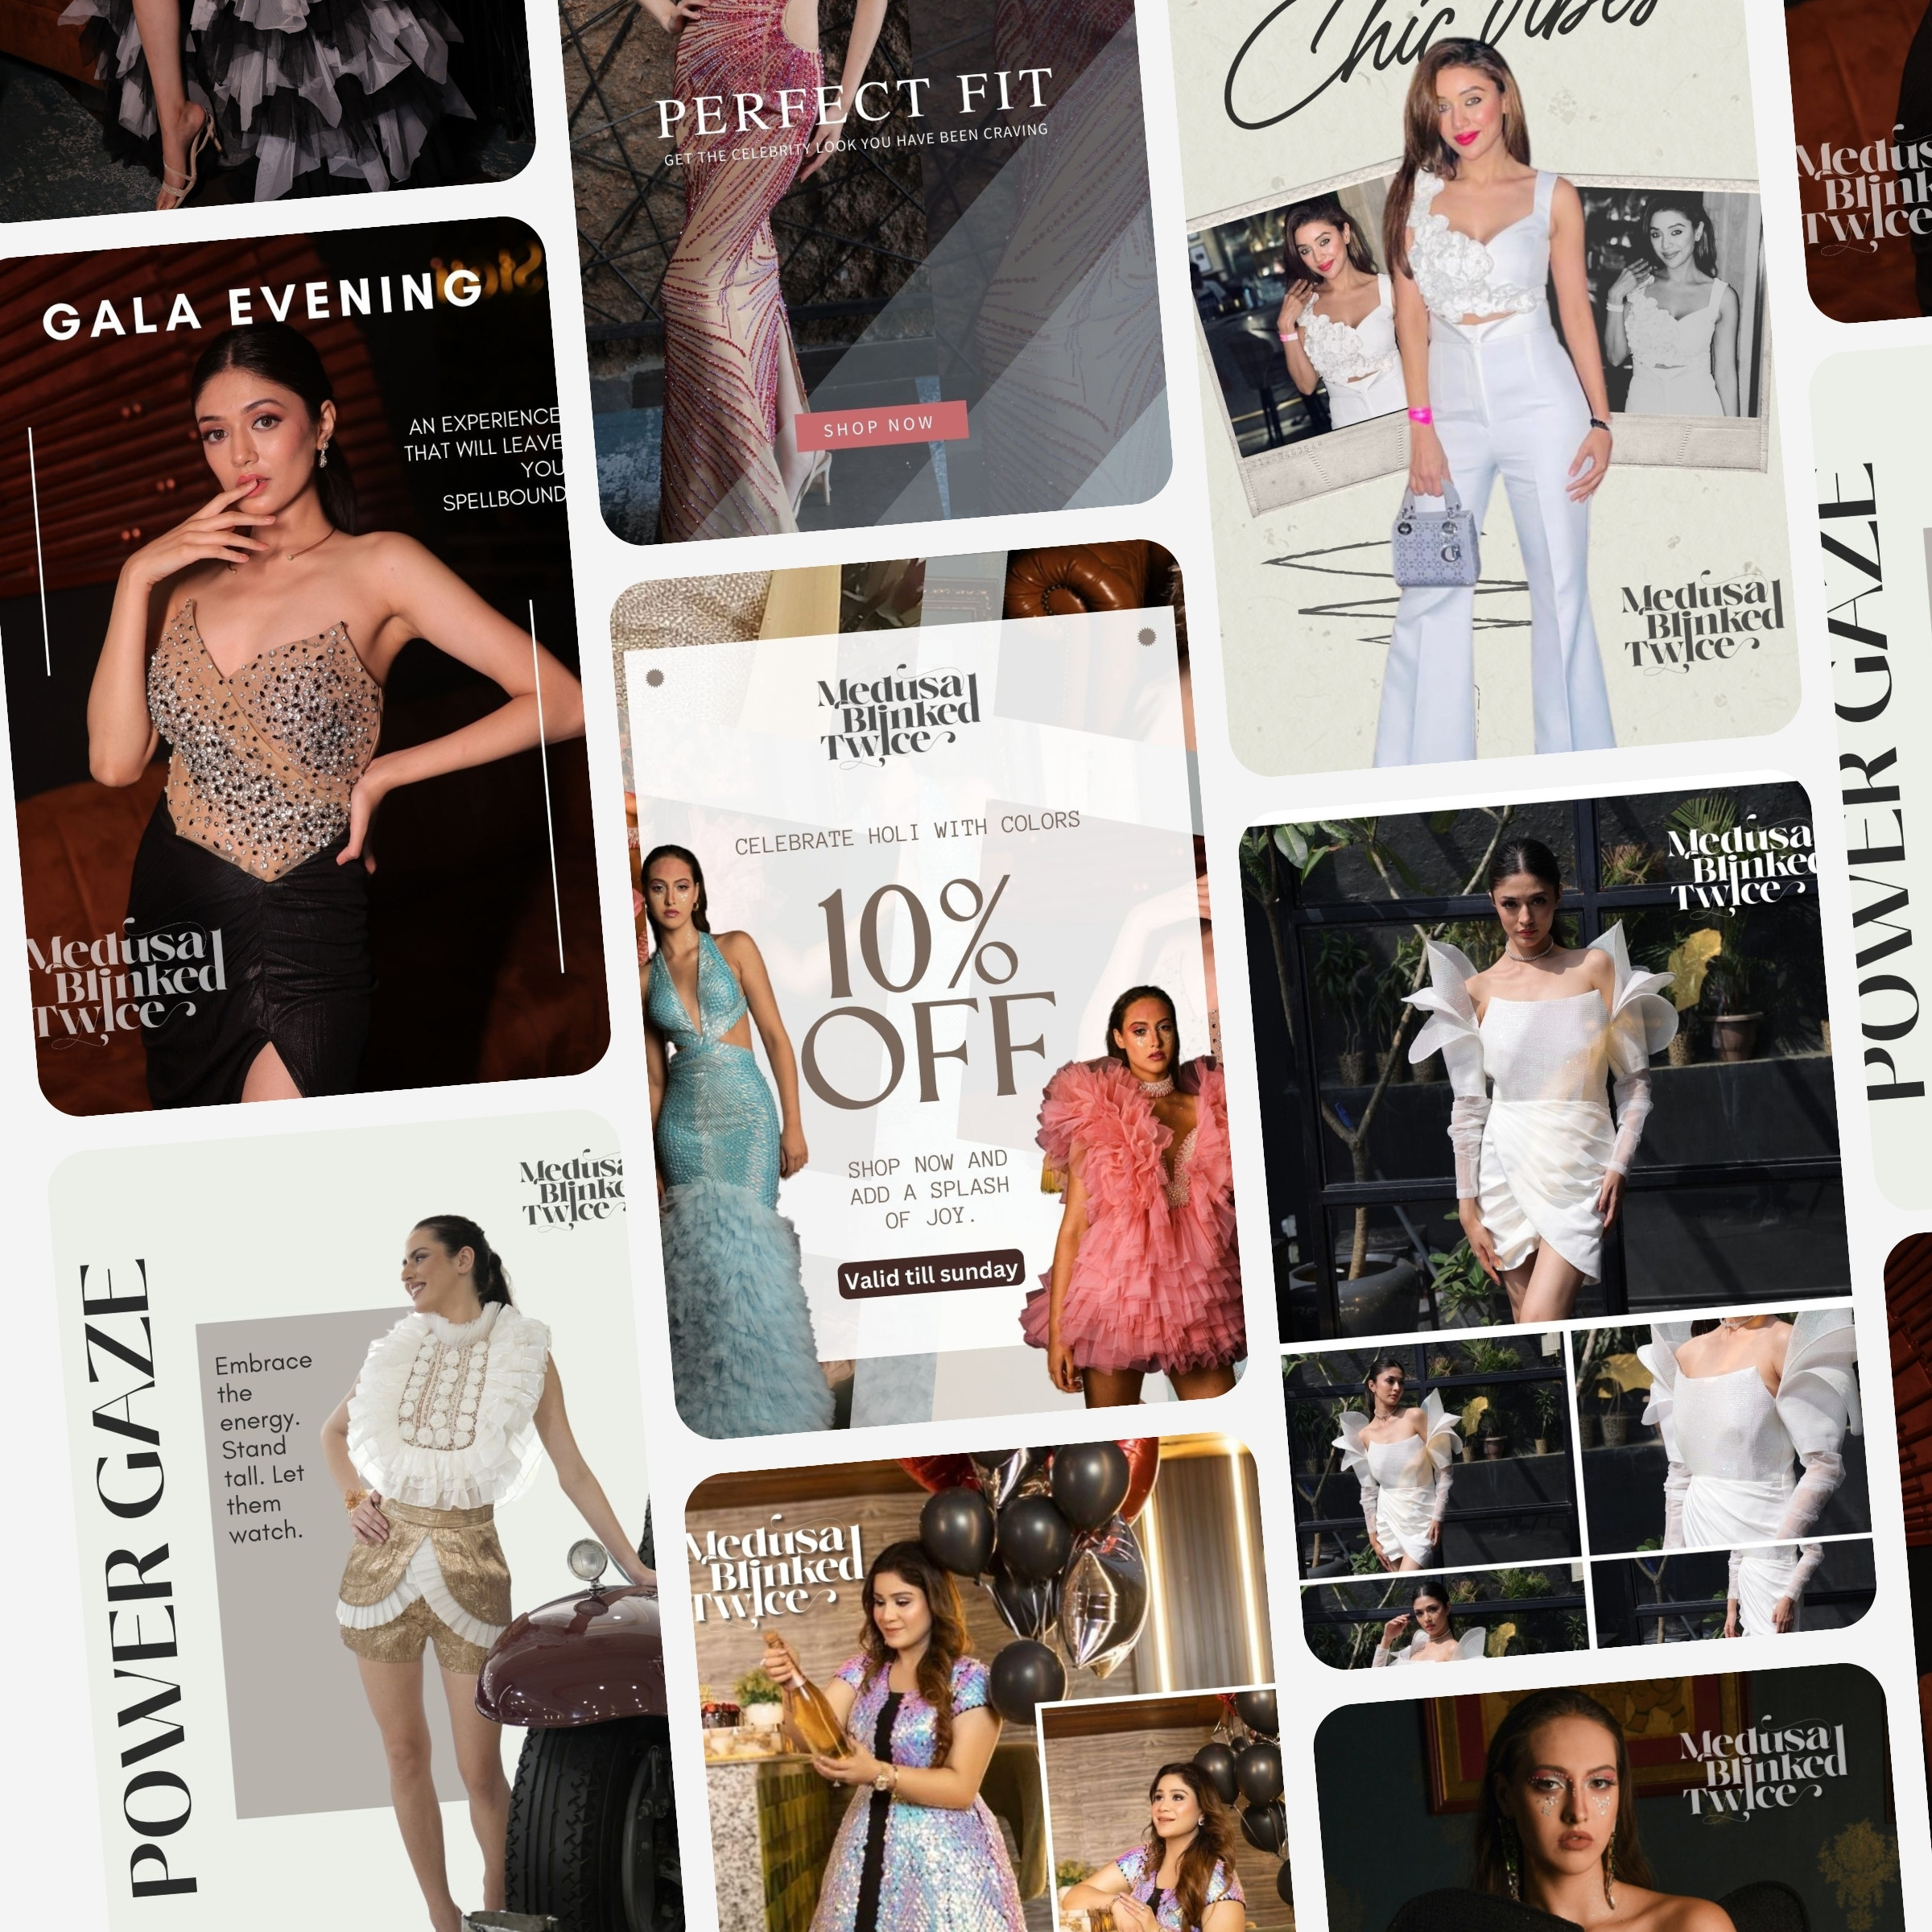 GALA EVENING
AN EXPERIENCE
THAT WILL LEAVE
YOU
SPELLBOUND
Medusa
Blinked
Twice
Medusa
Blinked
Twice
POWER GAZE
Embrace
the
energy.
Stand
tall. Let
them
watch.
PERFECT FIT
GET THE CELEBRITY LOOK YOU HAVE BEEN CRAVING
SHOP NOW
Medusa
Blinked
Twice
CELEBRATE HOLI WITH COLORS
10%
OFF
SHOP NOW AND
ADD A SPLASH
OF JOY.
Valid till sunday
Medusa
Blinked
Twice
Chic Vibes
Medusa
Blinked
Twice
Medusa
Blinked
Twice
Medusa
Blinked
Twice
Medusa
Blinked
Twice
POWER GAZE